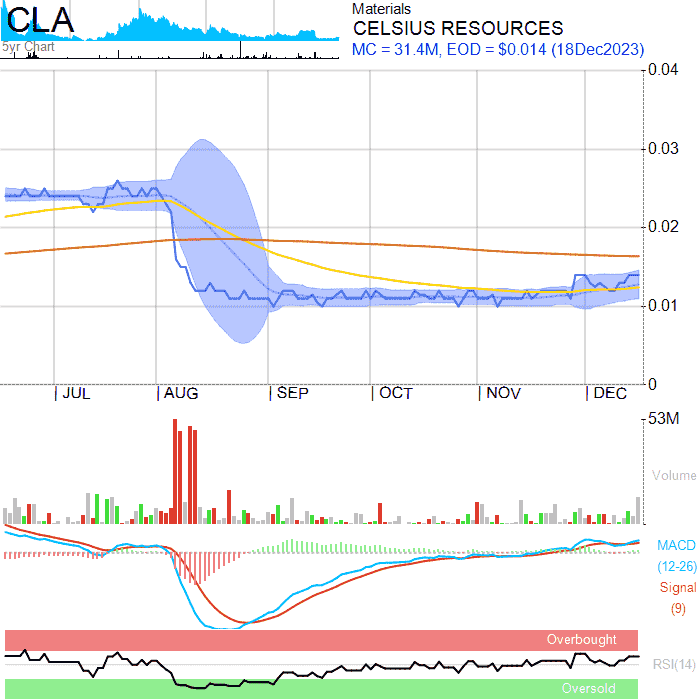 CLA
5yr Chart
Materials
CELSIUS RESOURCES
MC = 31.4M, EOD = $0.014 (18Dec2023)
0.04
0.03
0.02
0.01
0
JUL AUG SEP OCT NOV DEC
53M
Volume
MACD
(12-26)
Signal
(9)
Overbought
RSI(14)
Oversold